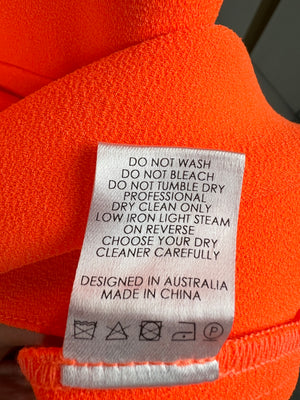 DO NOT WASH
DO NOT BLEACH
DO NOT TUMBLE DRY
PROFESSIONAL
DRY CLEAN ONLY
LOW IRON LIGHT STEAM
ON REVERSE
CHOOSE YOUR DRY
CLEANER CAREFULLY
DESIGNED IN AUSTRALIA
MADE IN CHINA
P